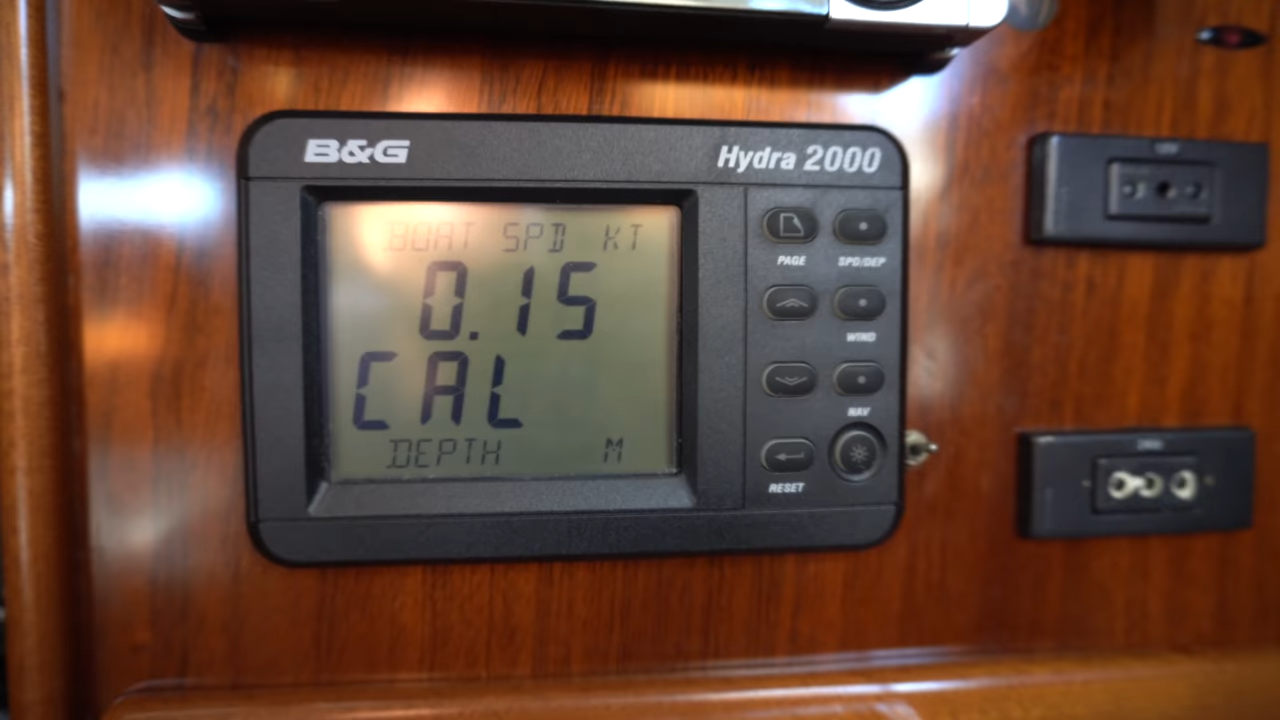 B&G
Hydra 2000
BOAT SPD KT
0.15
CAL
DEPTH M
PAGE
SPD/DEP
WIND
NAV
RESET